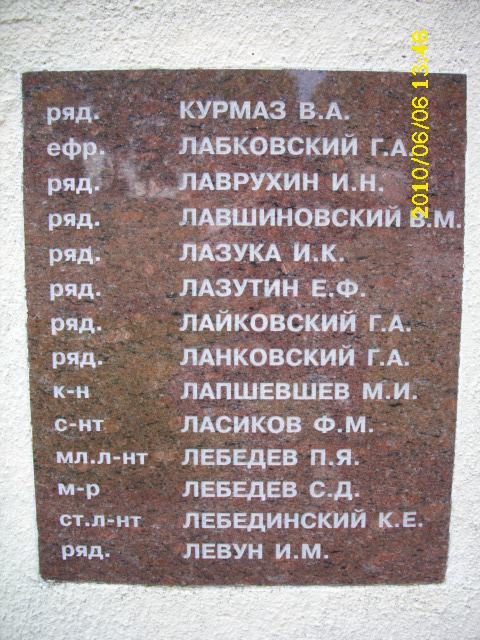 ряд. КУРМАЗ В.А.
ефр. ЛАБКОВСКИЙ Г.А.
ряд. ЛАВРУХИН И.Н.
ряд. ЛАВШИНОВСКИЙ В.М.
ряд. ЛАЗУКА И.К.
ряд. ЛАЗУТИН Е.Ф.
ряд. ЛАЙКОВСКИЙ Г.А.
ряд. ЛАНКОВСКИЙ Г.А.
к-н ЛАПШЕВШЕВ М.И.
с-нт ЛАСИКОВ Ф.М.
мл.л-нт ЛЕБЕДЕВ П.Я.
м-р ЛЕБЕДЕВ С.Д.
ст.л-нт ЛЕБЕДИНСКИЙ К.Е.
ряд. ЛЕВУН И.М.
2010/06/06 13:46